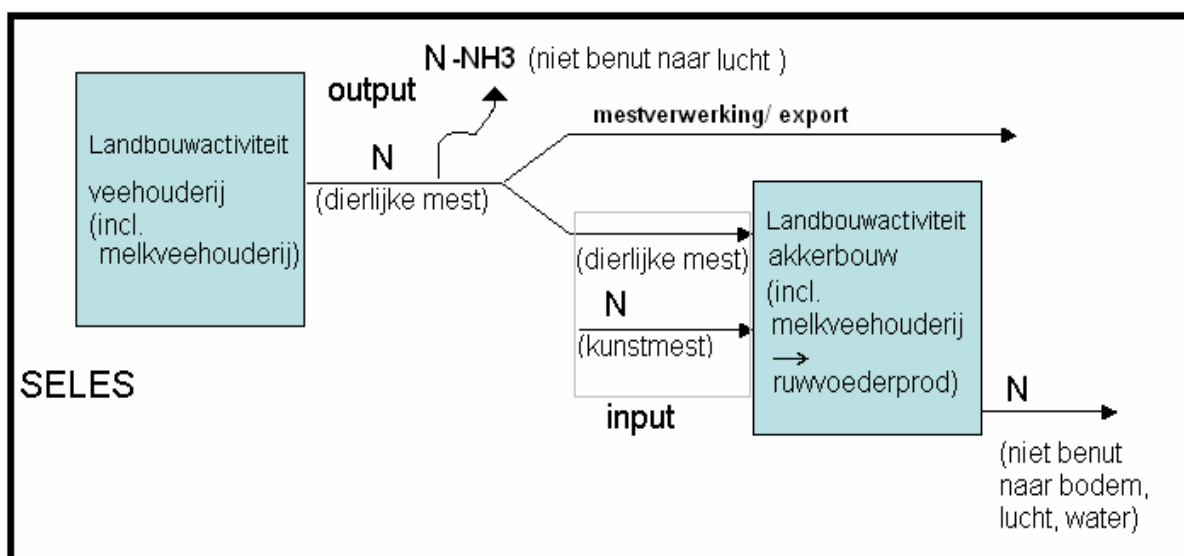 N -NH3 (niet benut naar lucht )
output
mestverwerking/ export
Landbouwactiviteit
veehouderij
(incl.
melkveehouderij)
N
(dierlijke mest)
(dierlijke mest)
N
(kunstmest)
input
Landbouwactiviteit
akkerbouw
(incl.
melkveehouderij
→
ruwvoederprod)
SELES
N
(niet benut
naar bodem,
lucht, water)